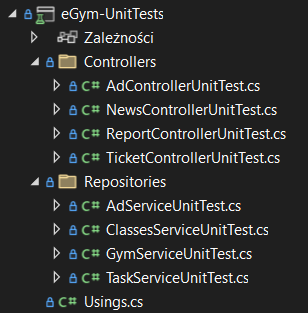 eGym-UnitTests
Zależności
Controllers
C# AdControllerUnitTest.cs
C# NewsControllerUnitTest.cs
C# ReportControllerUnitTest.cs
C# TicketControllerUnitTest.cs
Repositories
C# AdServiceUnitTest.cs
C# ClassesServiceUnitTest.cs
C# GymServiceUnitTest.cs
C# TaskServiceUnitTest.cs
C# Usings.cs